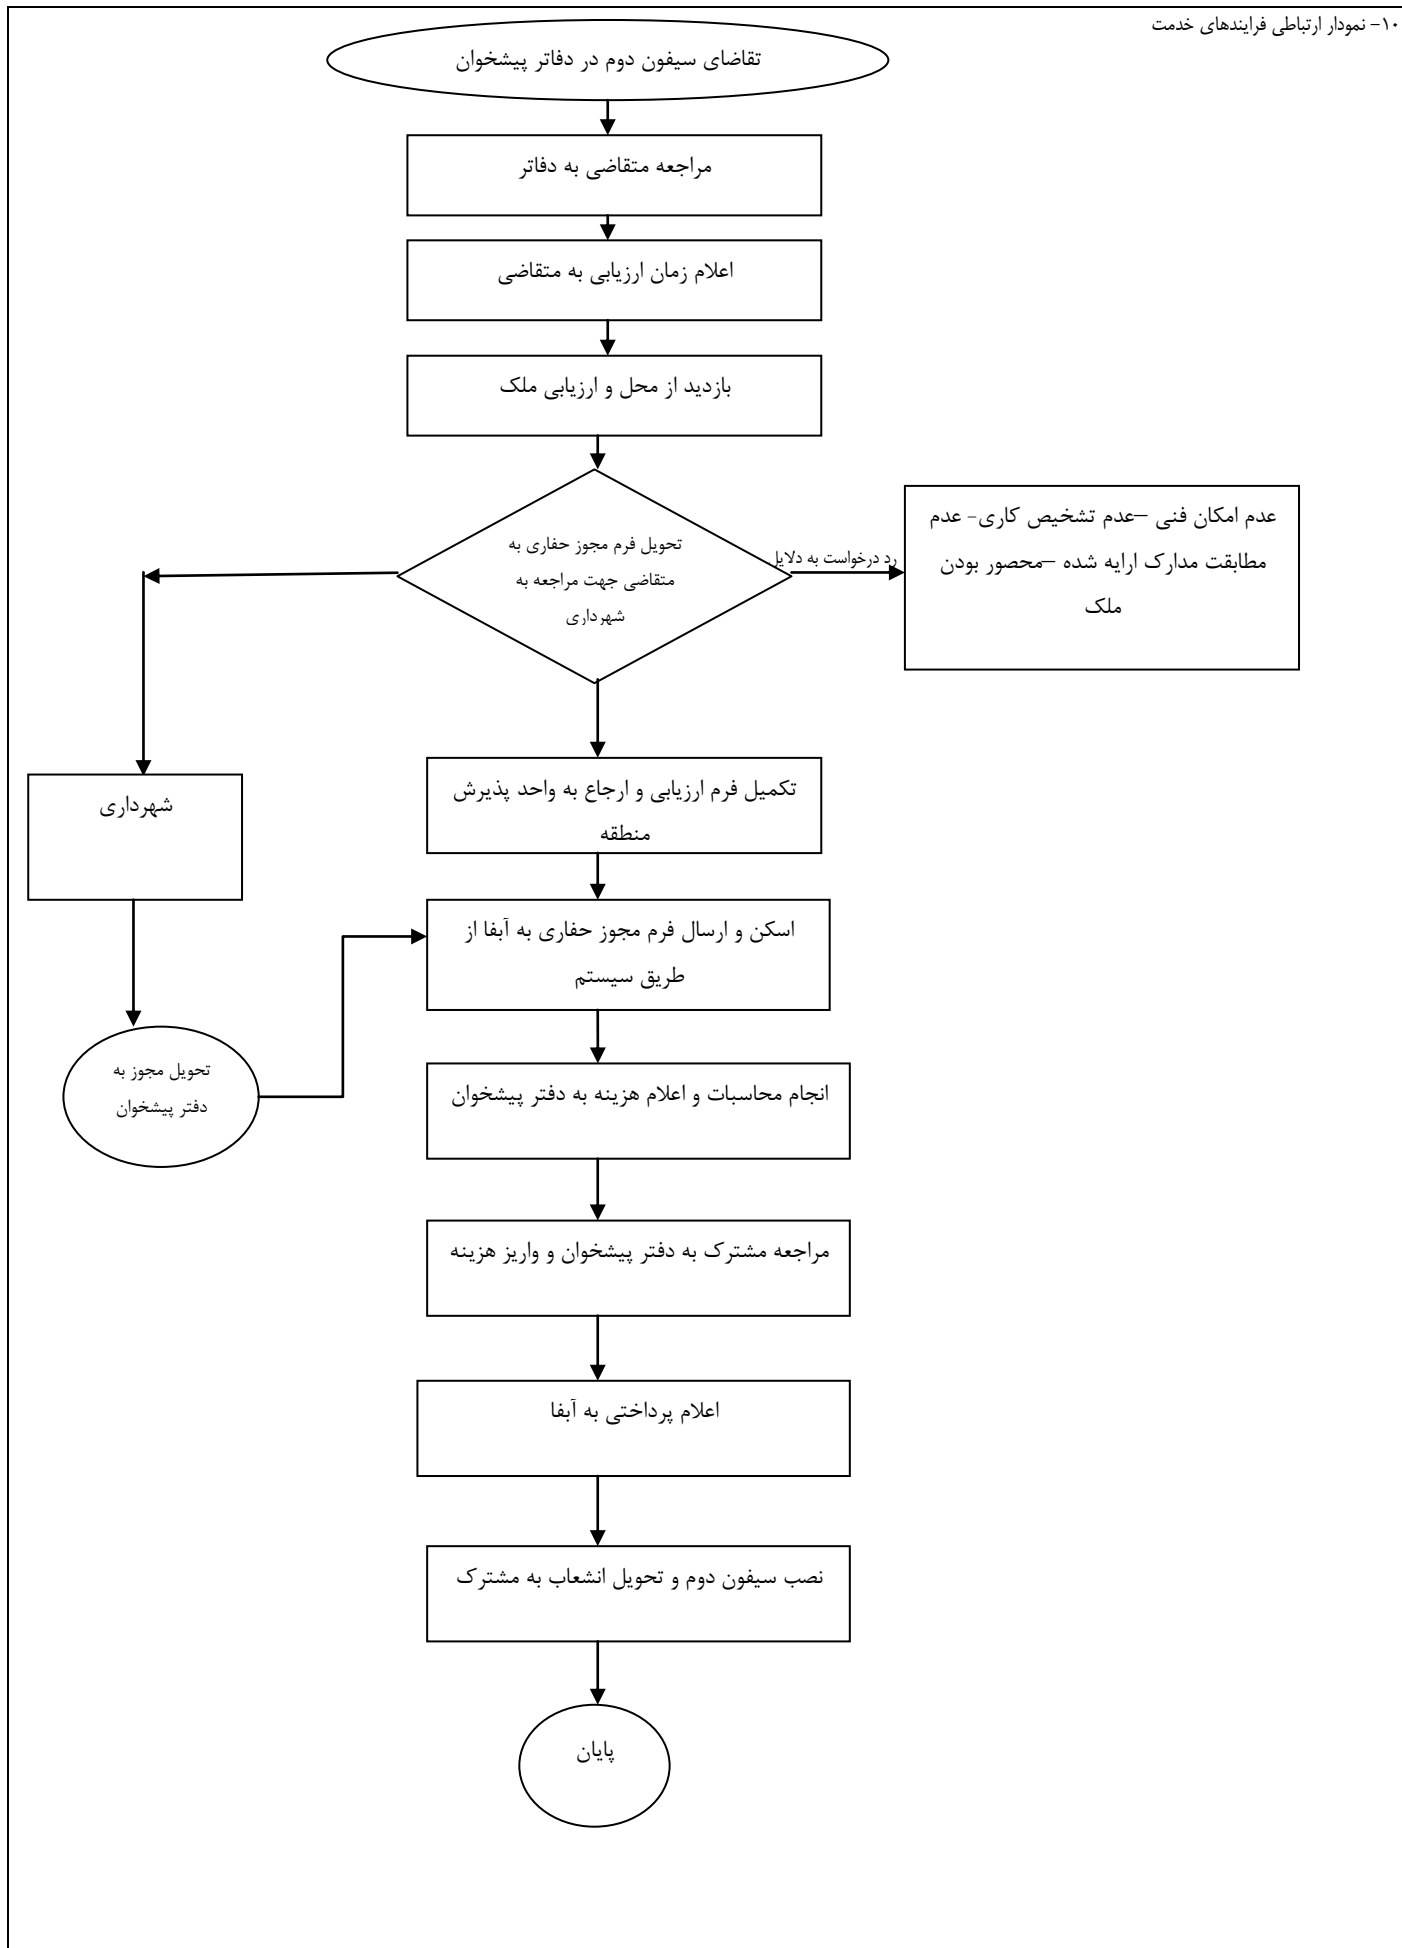 ۱۰- نمودار ارتباطی فرایندهای خدمت
تقاضای سیفون دوم در دفاتر پیشخوان
مراجعه متقاضی به دفاتر
اعلام زمان ارزیابی به متقاضی
بازدید از محل و ارزیابی ملک
تحویل فرم مجوز حفاری به
متقاضی جهت مراجعه به
شهرداری
رد درخواست به دلایل
عدم امکان فنی –عدم تشخیص کاری- عدم
مطابقت مدارک ارایه شده –محصور بودن
ملک
تکمیل فرم ارزیابی و ارجاع به واحد پذیرش
منطقه
شهرداری
اسکن و ارسال فرم مجوز حفاری به آبفا از
طریق سیستم
تحویل مجوز به
دفتر پیشخوان
انجام محاسبات و اعلام هزینه به دفتر پیشخوان
مراجعه مشترک به دفتر پیشخوان و واریز هزینه
اعلام پرداختی به آبفا
نصب سیفون دوم و تحویل انشعاب به مشترک
پایان